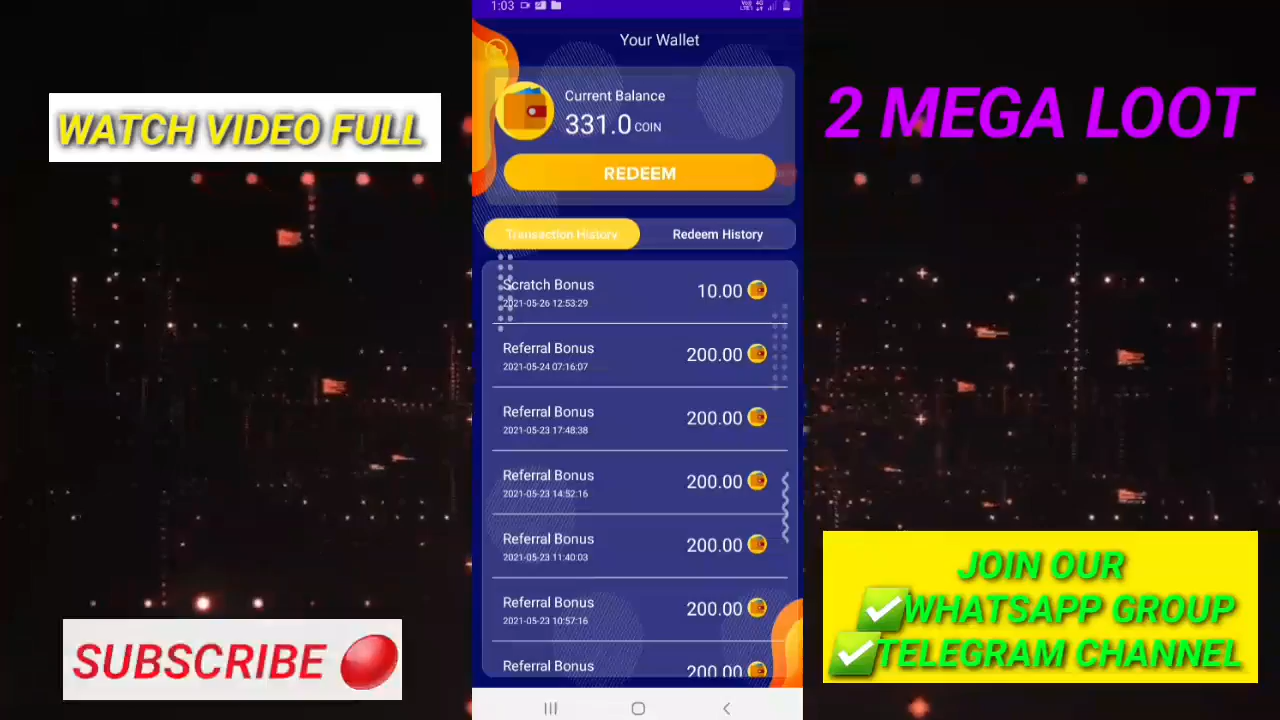 1:03
Your Wallet
WATCH VIDEO FULL
2 MEGA LOOT
Current Balance
331.0 COIN
REDEEM
Transaction History
Redeem History
Scratch Bonus
10.00
2021-05-26 12:53:29
Referral Bonus
200.00
2021-05-24 07:16:07
Referral Bonus
200.00
2021-05-23 17:48:38
Referral Bonus
200.00
2021-05-23 14:52:16
Referral Bonus
200.00
2021-05-23 11:40:03
Referral Bonus
200.00
2021-05-23 10:57:16
Referral Bonus
200.00
SUBSCRIBE
JOIN OUR
WHATSAPP GROUP
TELEGRAM CHANNEL